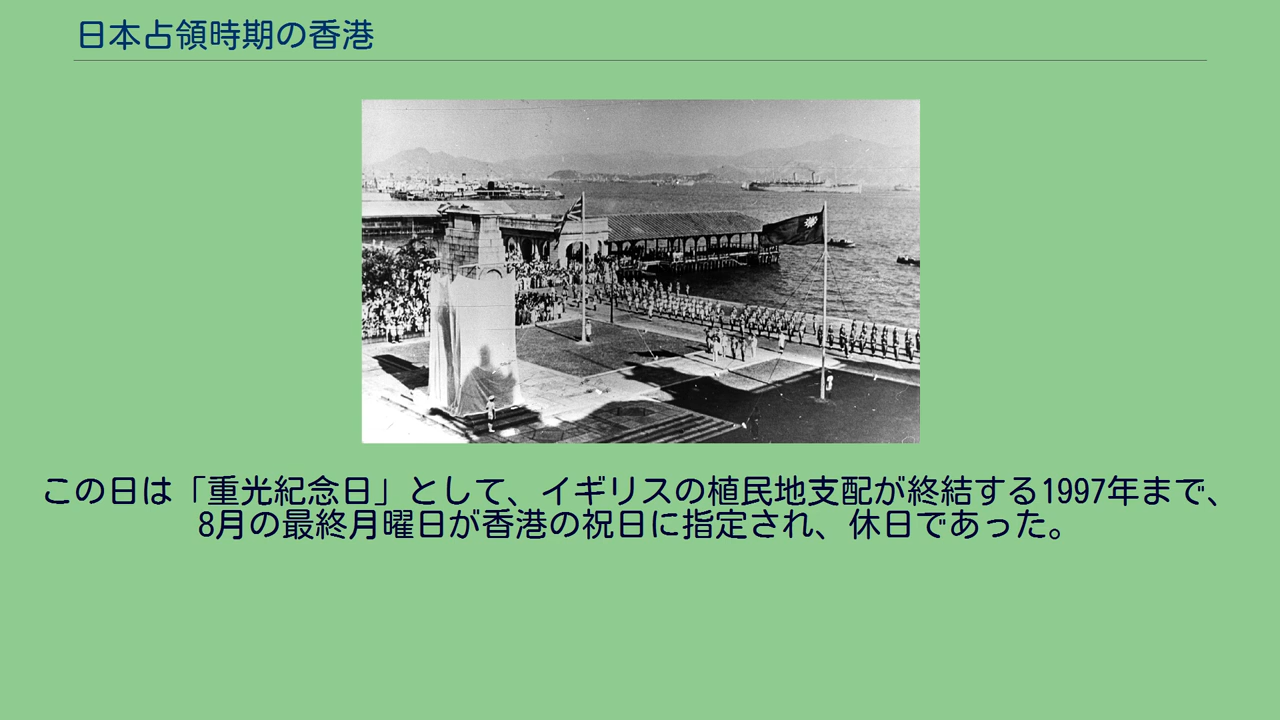 日本占領時期の香港
この日は「重光紀念日」として、イギリスの植民地支配が終結する1997年まで、
8月の最終月曜日が香港の祝日に指定され、休日であった。